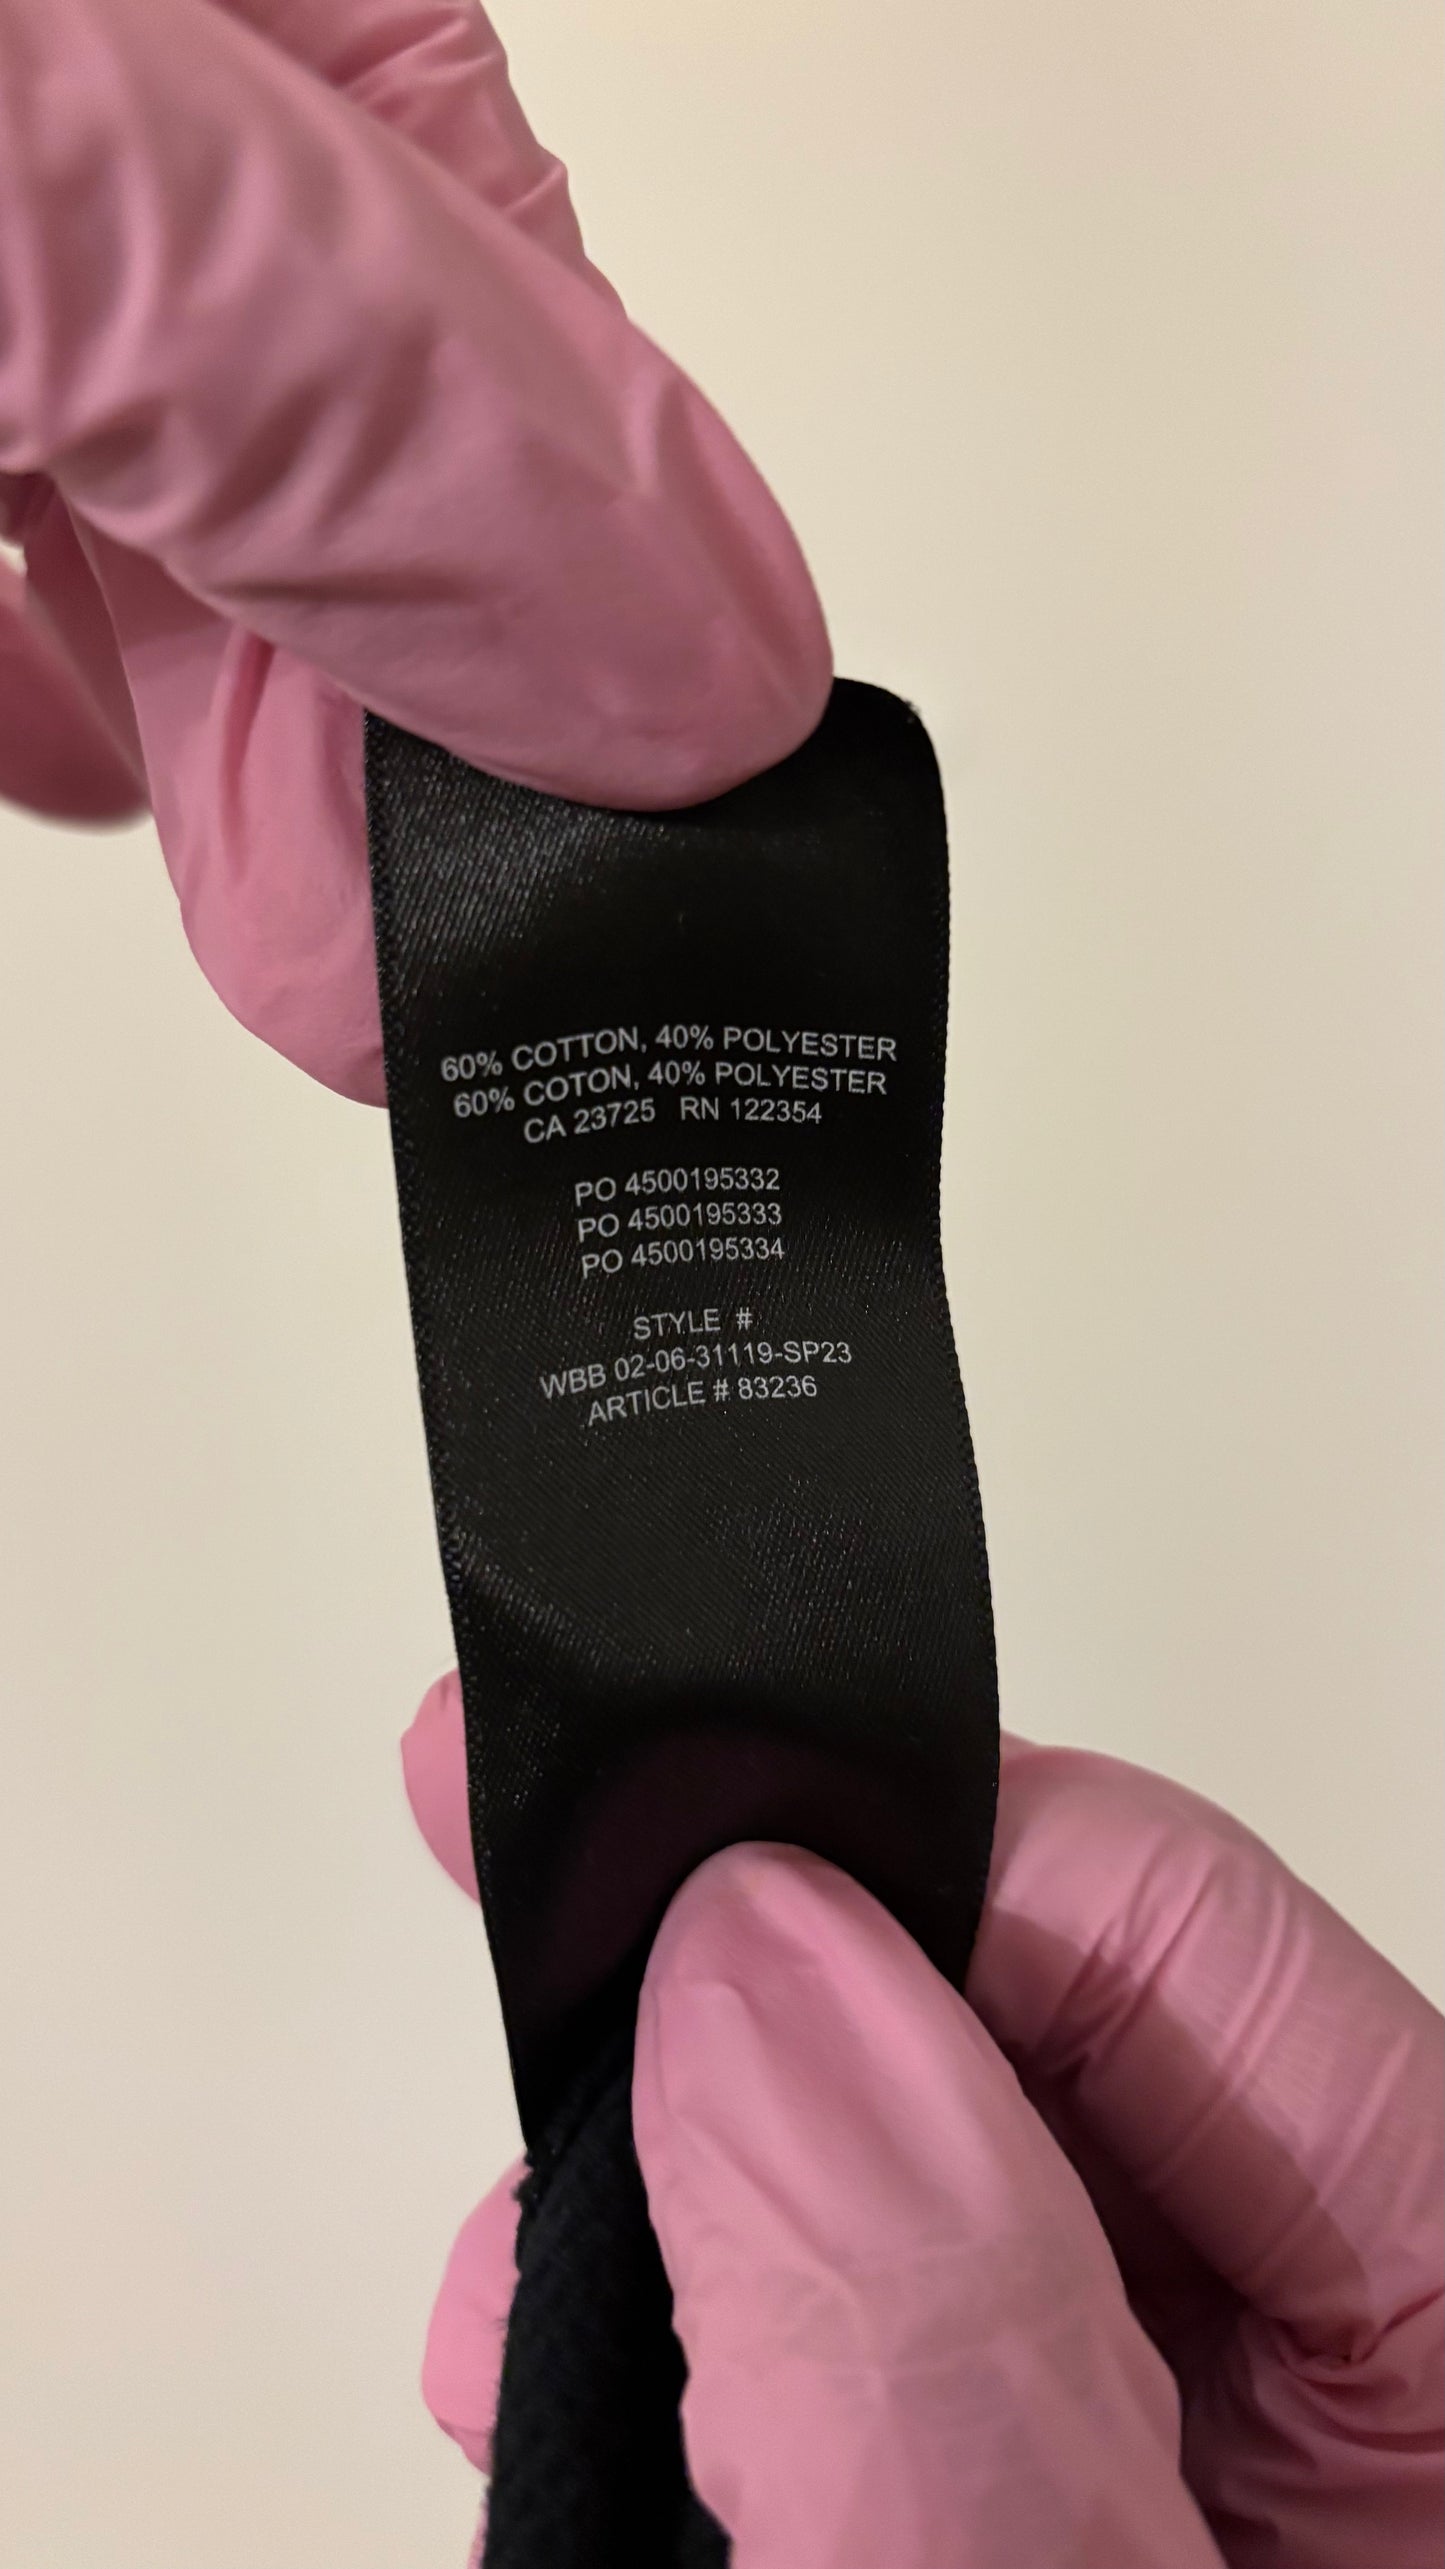 60% COTTON, 40% POLYESTER
60% COTON, 40% POLYESTER
CA 23725 RN 122354
PO 4500195332
PO 4500195333
PO 4500195334
STYLE #
WBB 02-06-31119-SP23
ARTICLE # 83236